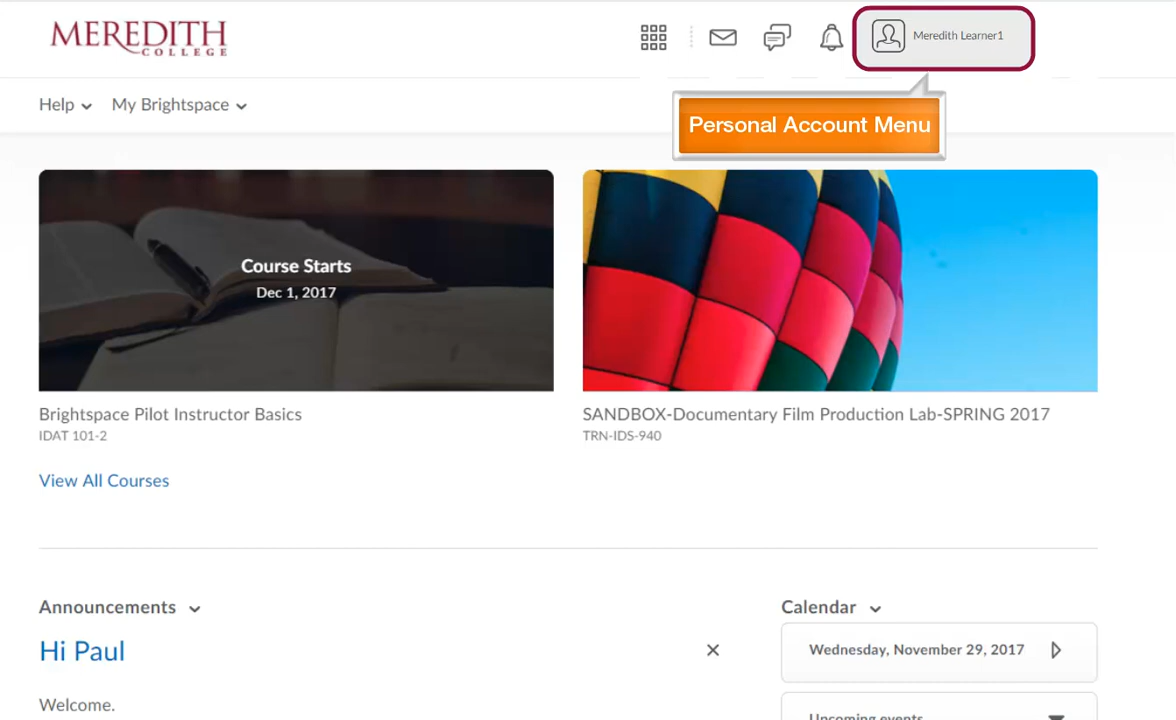 MEREDITH
COLLEGE
Meredith Learner1
Help
My Brightspace
Personal Account Menu
Course Starts
Dec 1, 2017
Brightspace Pilot Instructor Basics
IDAT 101-2
SANDBOX-Documentary Film Production Lab-SPRING 2017
TRN-IDS-940
View All Courses
Announcements
Hi Paul
Welcome.
Calendar
Wednesday, November 29, 2017
Upcoming events